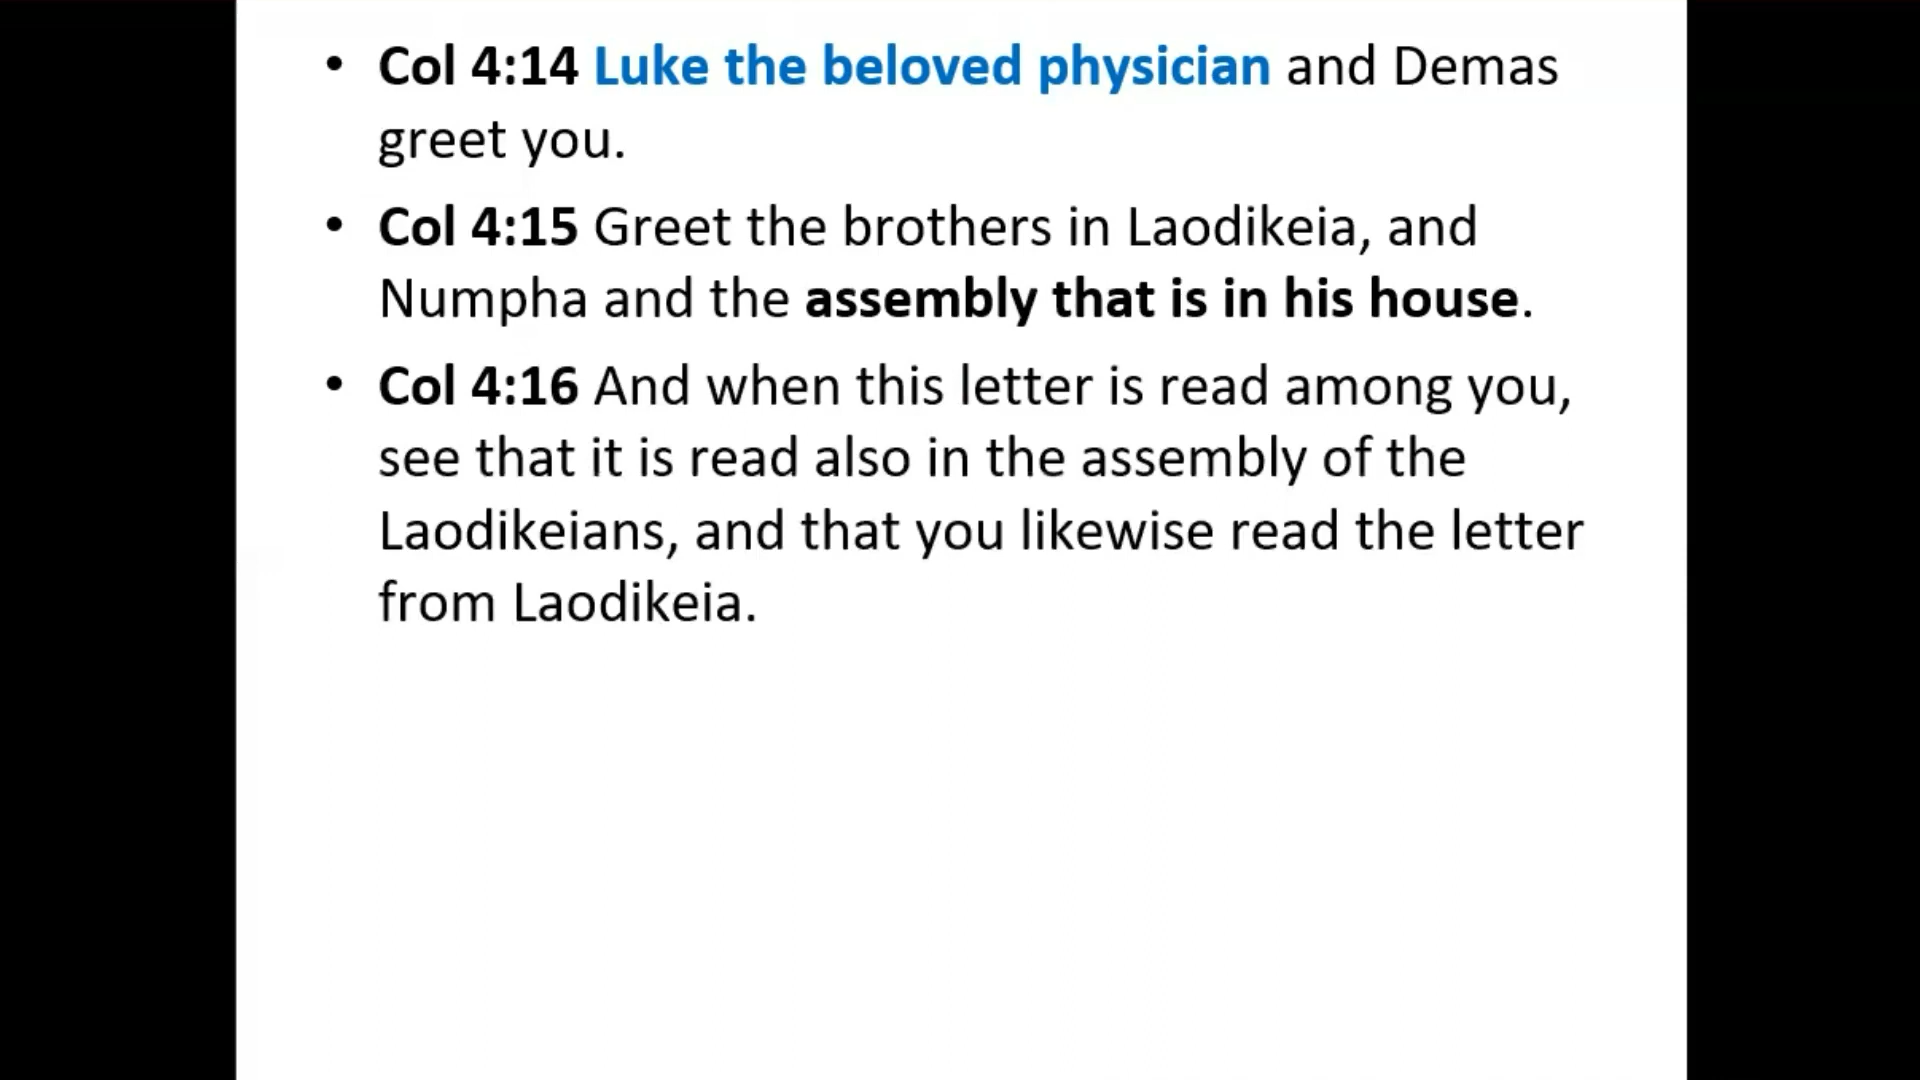 • Col 4:14 Luke the beloved physician and Demas
greet you.
• Col 4:15 Greet the brothers in Laodikeia, and
Numpha and the assembly that is in his house.
• Col 4:16 And when this letter is read among you,
see that it is read also in the assembly of the
Laodikeians, and that you likewise read the letter
from Laodikeia.